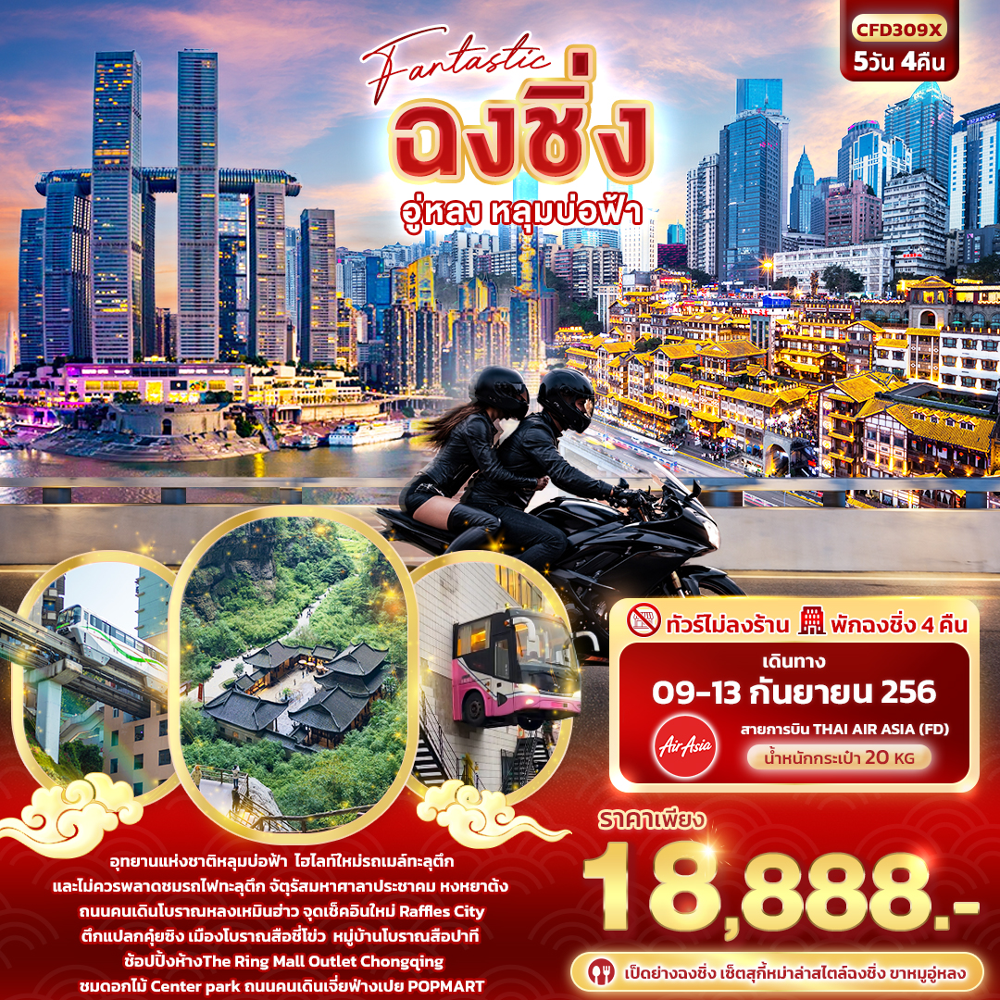 CFD309X
5วัน 4คืน
Fantastic
ฉงชิ่ง
อู่หลง หลุมบ่อฟ้า
ทัวร์ไม่ลงร้าน พักฉงชิ่ง 4 คืน
เดินทาง
09-13 กันยายน 256
สายการบิน THAI AIR ASIA (FD)
AirAsia
น้ำหนักกระเป๋า 20 KG
ราคาเพียง
18,888.-
อุทยานแห่งชาติหลุมบ่อฟ้า ไฮไลท์ใหม่รถเมล์ทะลุตึก
และไม่ควรพลาดชมรถไฟทะลุตึก จัตุรัสมหาศาลาประชาคม หงหยาต้ง
ถนนคนเดินโบราณหลงเหมินฮ่าว จุดเช็คอินใหม่ Raffles City
ตึกแปลกคุ๋ยซิง เมืองโบราณสือชี่โข่ว หมู่บ้านโบราณสือปาที
ช้อปปิ้งห้างThe Ring Mall Outlet Chongqing
ชมดอกไม้ Center park ถนนคนเดินเจี่ยฟ่างเปย POPMART
เป็ดย่างฉงชิ่ง เซ็ตสุกี้หม่าล่าสไตล์ฉงชิ่ง ขาหมูอู่หลง